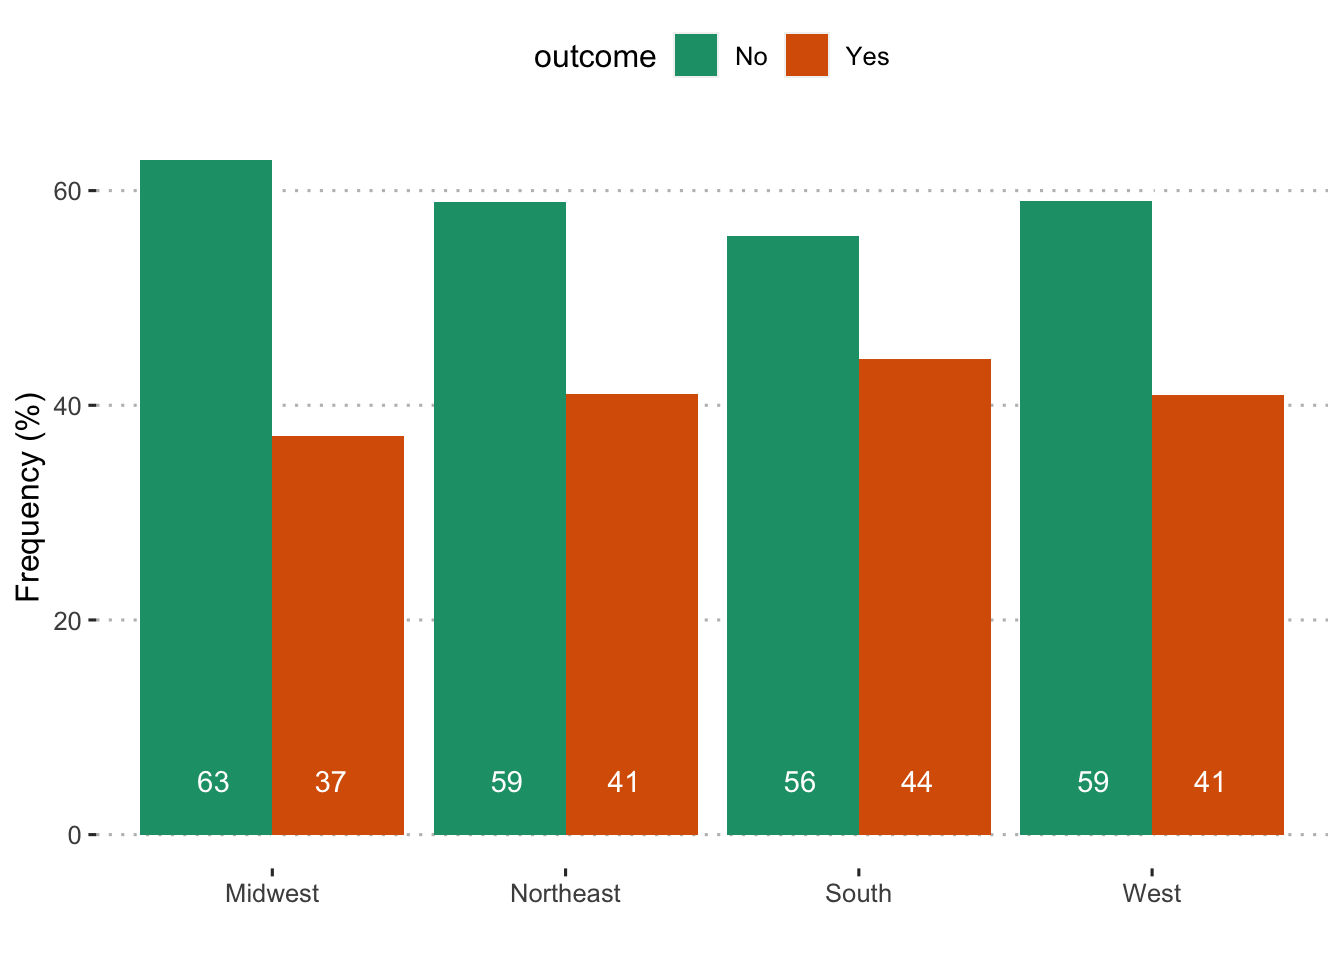 outcome No Yes
Frequency (%)
60
40
20
0
63 37 59 41 56 44 59 41
Midwest Northeast South West